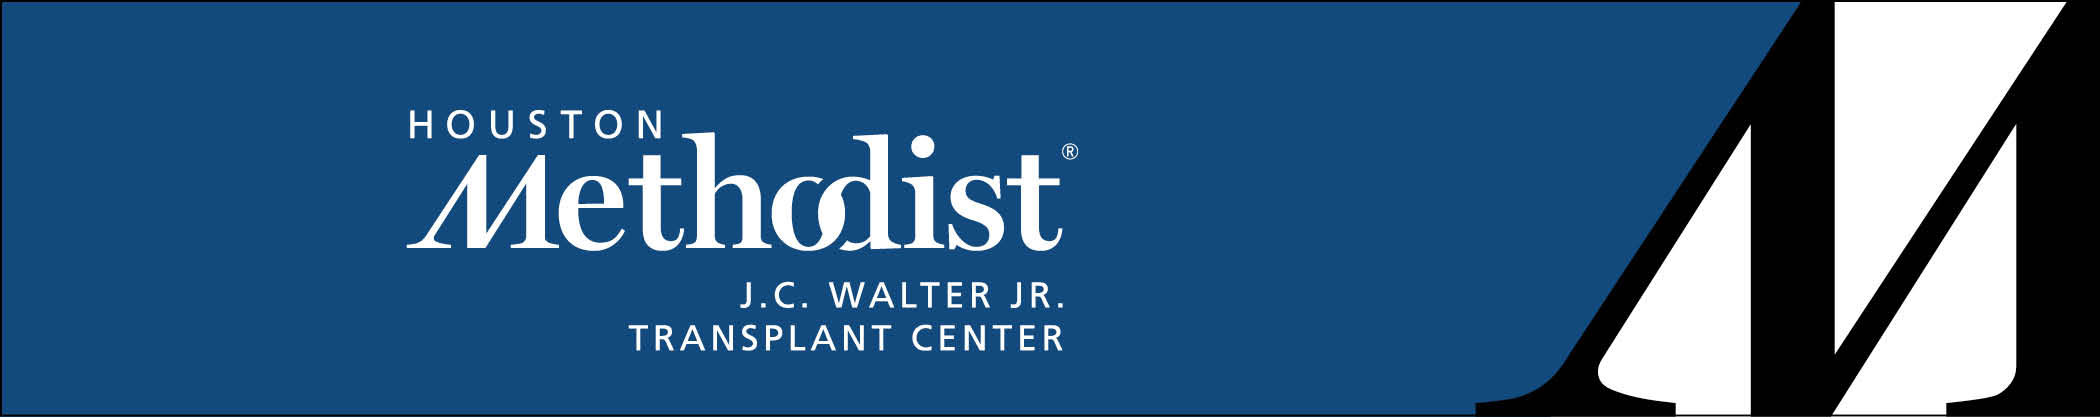 HOUSTON
Methodist®
J.C. WALTER JR.
TRANSPLANT CENTER